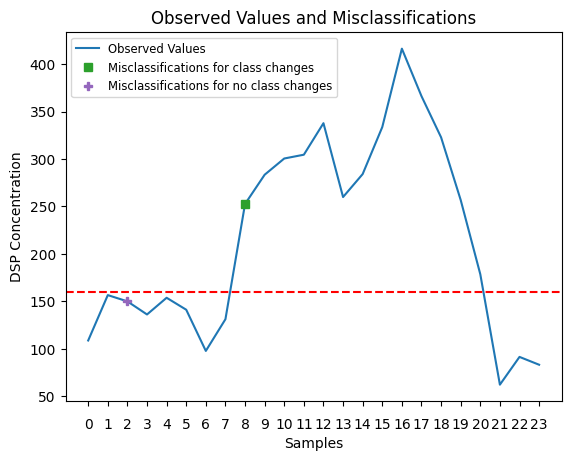 Observed Values and Misclassifications
Observed Values
Misclassifications for class changes
Misclassifications for no class changes
DSP Concentration
400
350
300
250
200
150
100
50
0 1 2 3 4 5 6 7 8 9 10 11 12 13 14 15 16 17 18 19 20 21 22 23
Samples